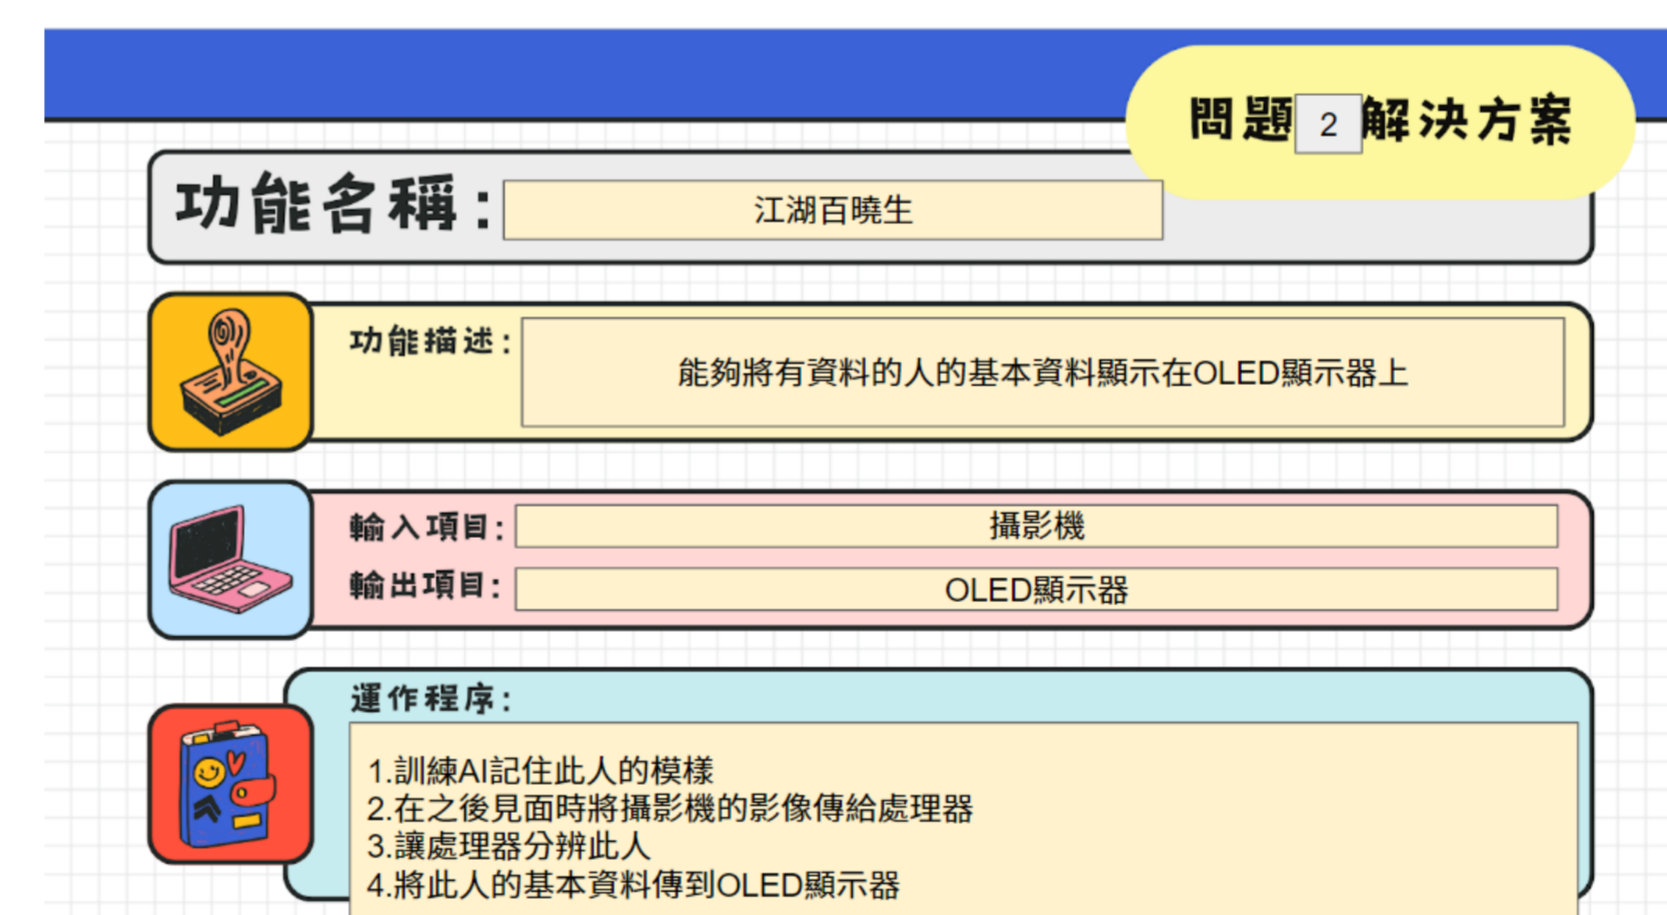 問題2解決方案
功能名稱:江湖百曉生
功能描述:能夠將有資料的人的基本資料顯示在OLED顯示器上
輸入項目:攝影機
輸出項目:OLED顯示器
運作程序:
1.訓練AI記住此人的模樣
2.在之後見面時將攝影機的影像傳給處理器
3.讓處理器分辨此人
4.將此人的基本資料傳到OLED顯示器